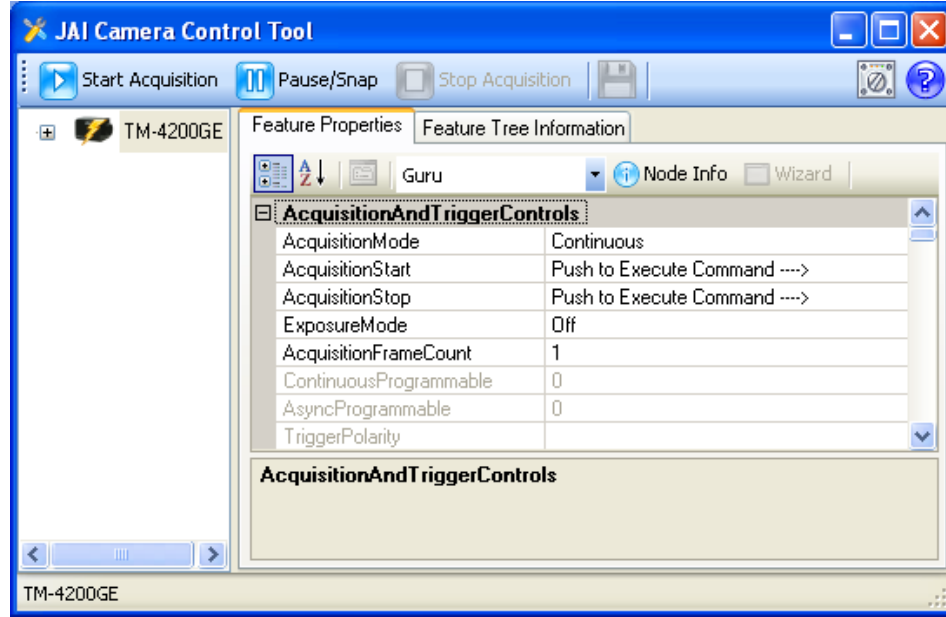 JAI Camera Control Tool
Start Acquisition Pause/Snap Stop Acquisition
TM-4200GE
Feature Properties Feature Tree Information
Guru Node Info Wizard
AcquisitionAndTriggerControls
AcquisitionMode Continuous
AcquisitionStart Push to Execute Command ---->
AcquisitionStop Push to Execute Command ---->
ExposureMode Off
AcquisitionFrameCount 1
ContinuousProgrammable 0
AsyncProgrammable 0
TriggerPolarity
AcquisitionAndTriggerControls
TM-4200GE